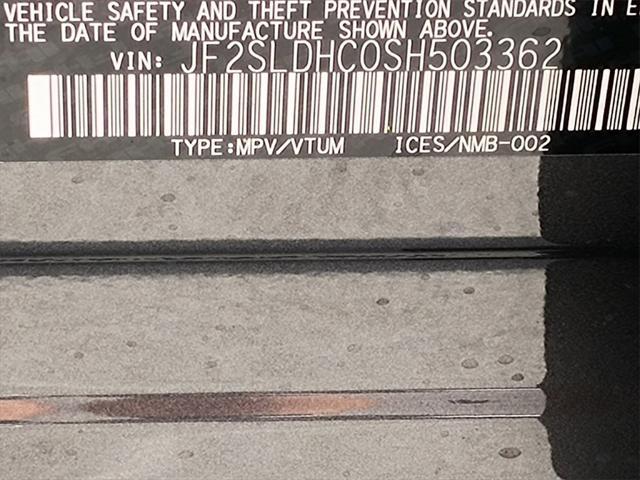 VEHICLE SAFETY AND THEFT PREVENTION STANDARDS IN E
THE DATE OF MANUFACTURE SHOWN ABOVE.
VIN: JF2SLDHC0SH503362
TYPE:MPV/VTUM ICES/NMB-002